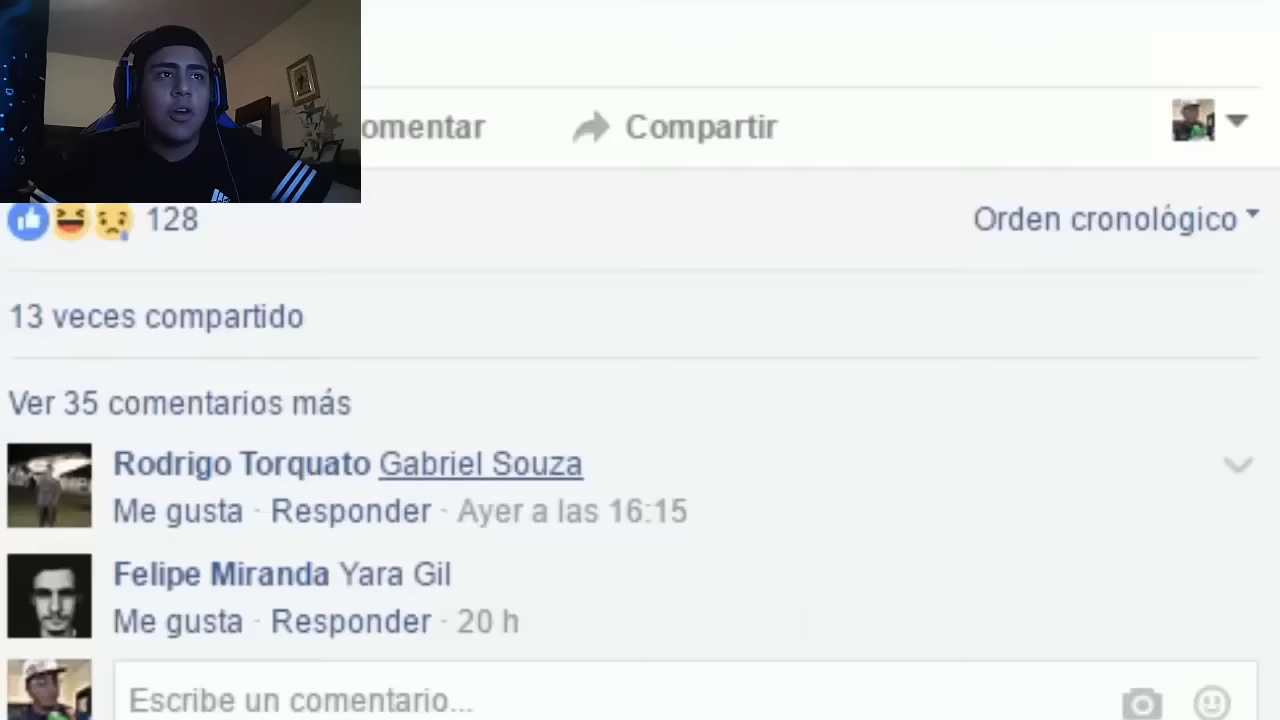 omentar
Compartir
128
Orden cronológico
13 veces compartido
Ver 35 comentarios más
Rodrigo Torquato Gabriel Souza
Me gusta · Responder · Ayer a las 16:15
Felipe Miranda Yara Gil
Me gusta · Responder · 20 h
Escribe un comentario...